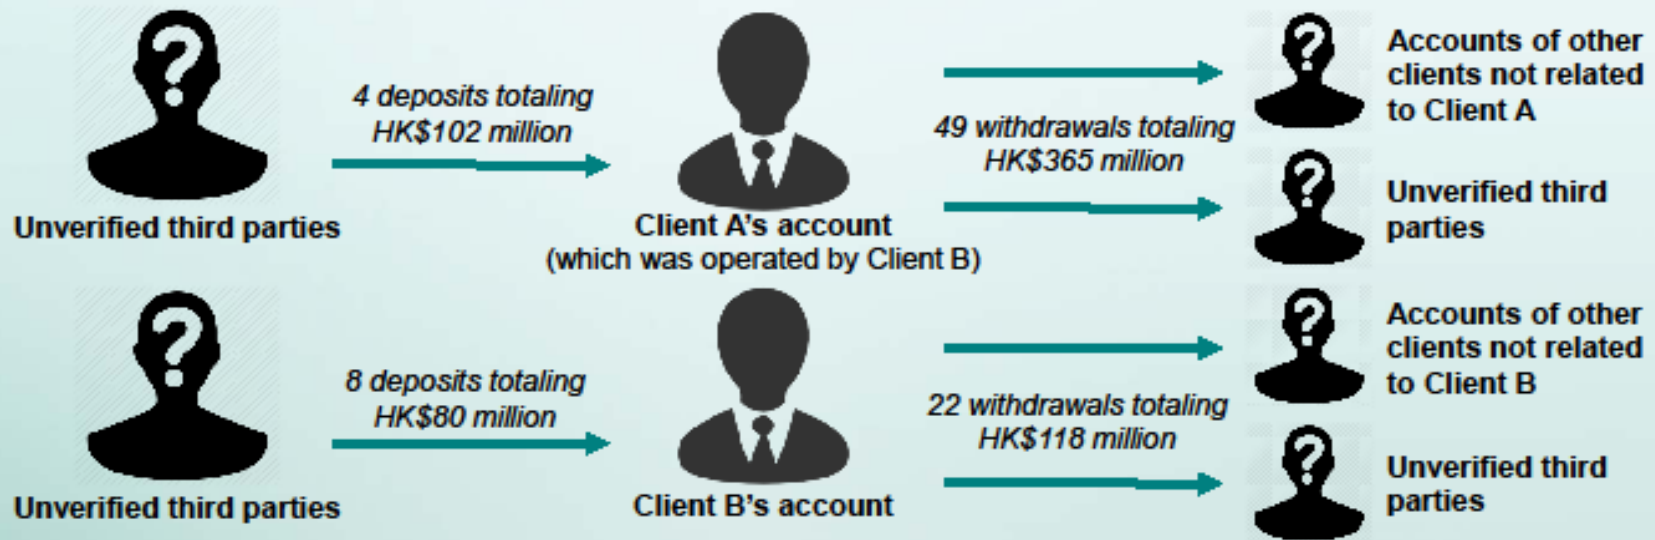 4 deposits totaling
HK$102 million
Unverified third parties
Client A's account
(which was operated by Client B)
49 withdrawals totaling
HK$365 million
Accounts of other
clients not related
to Client A
Unverified third
parties
8 deposits totaling
HK$80 million
Unverified third parties
Client B's account
22 withdrawals totaling
HK$118 million
Accounts of other
clients not related
to Client B
Unverified third
parties